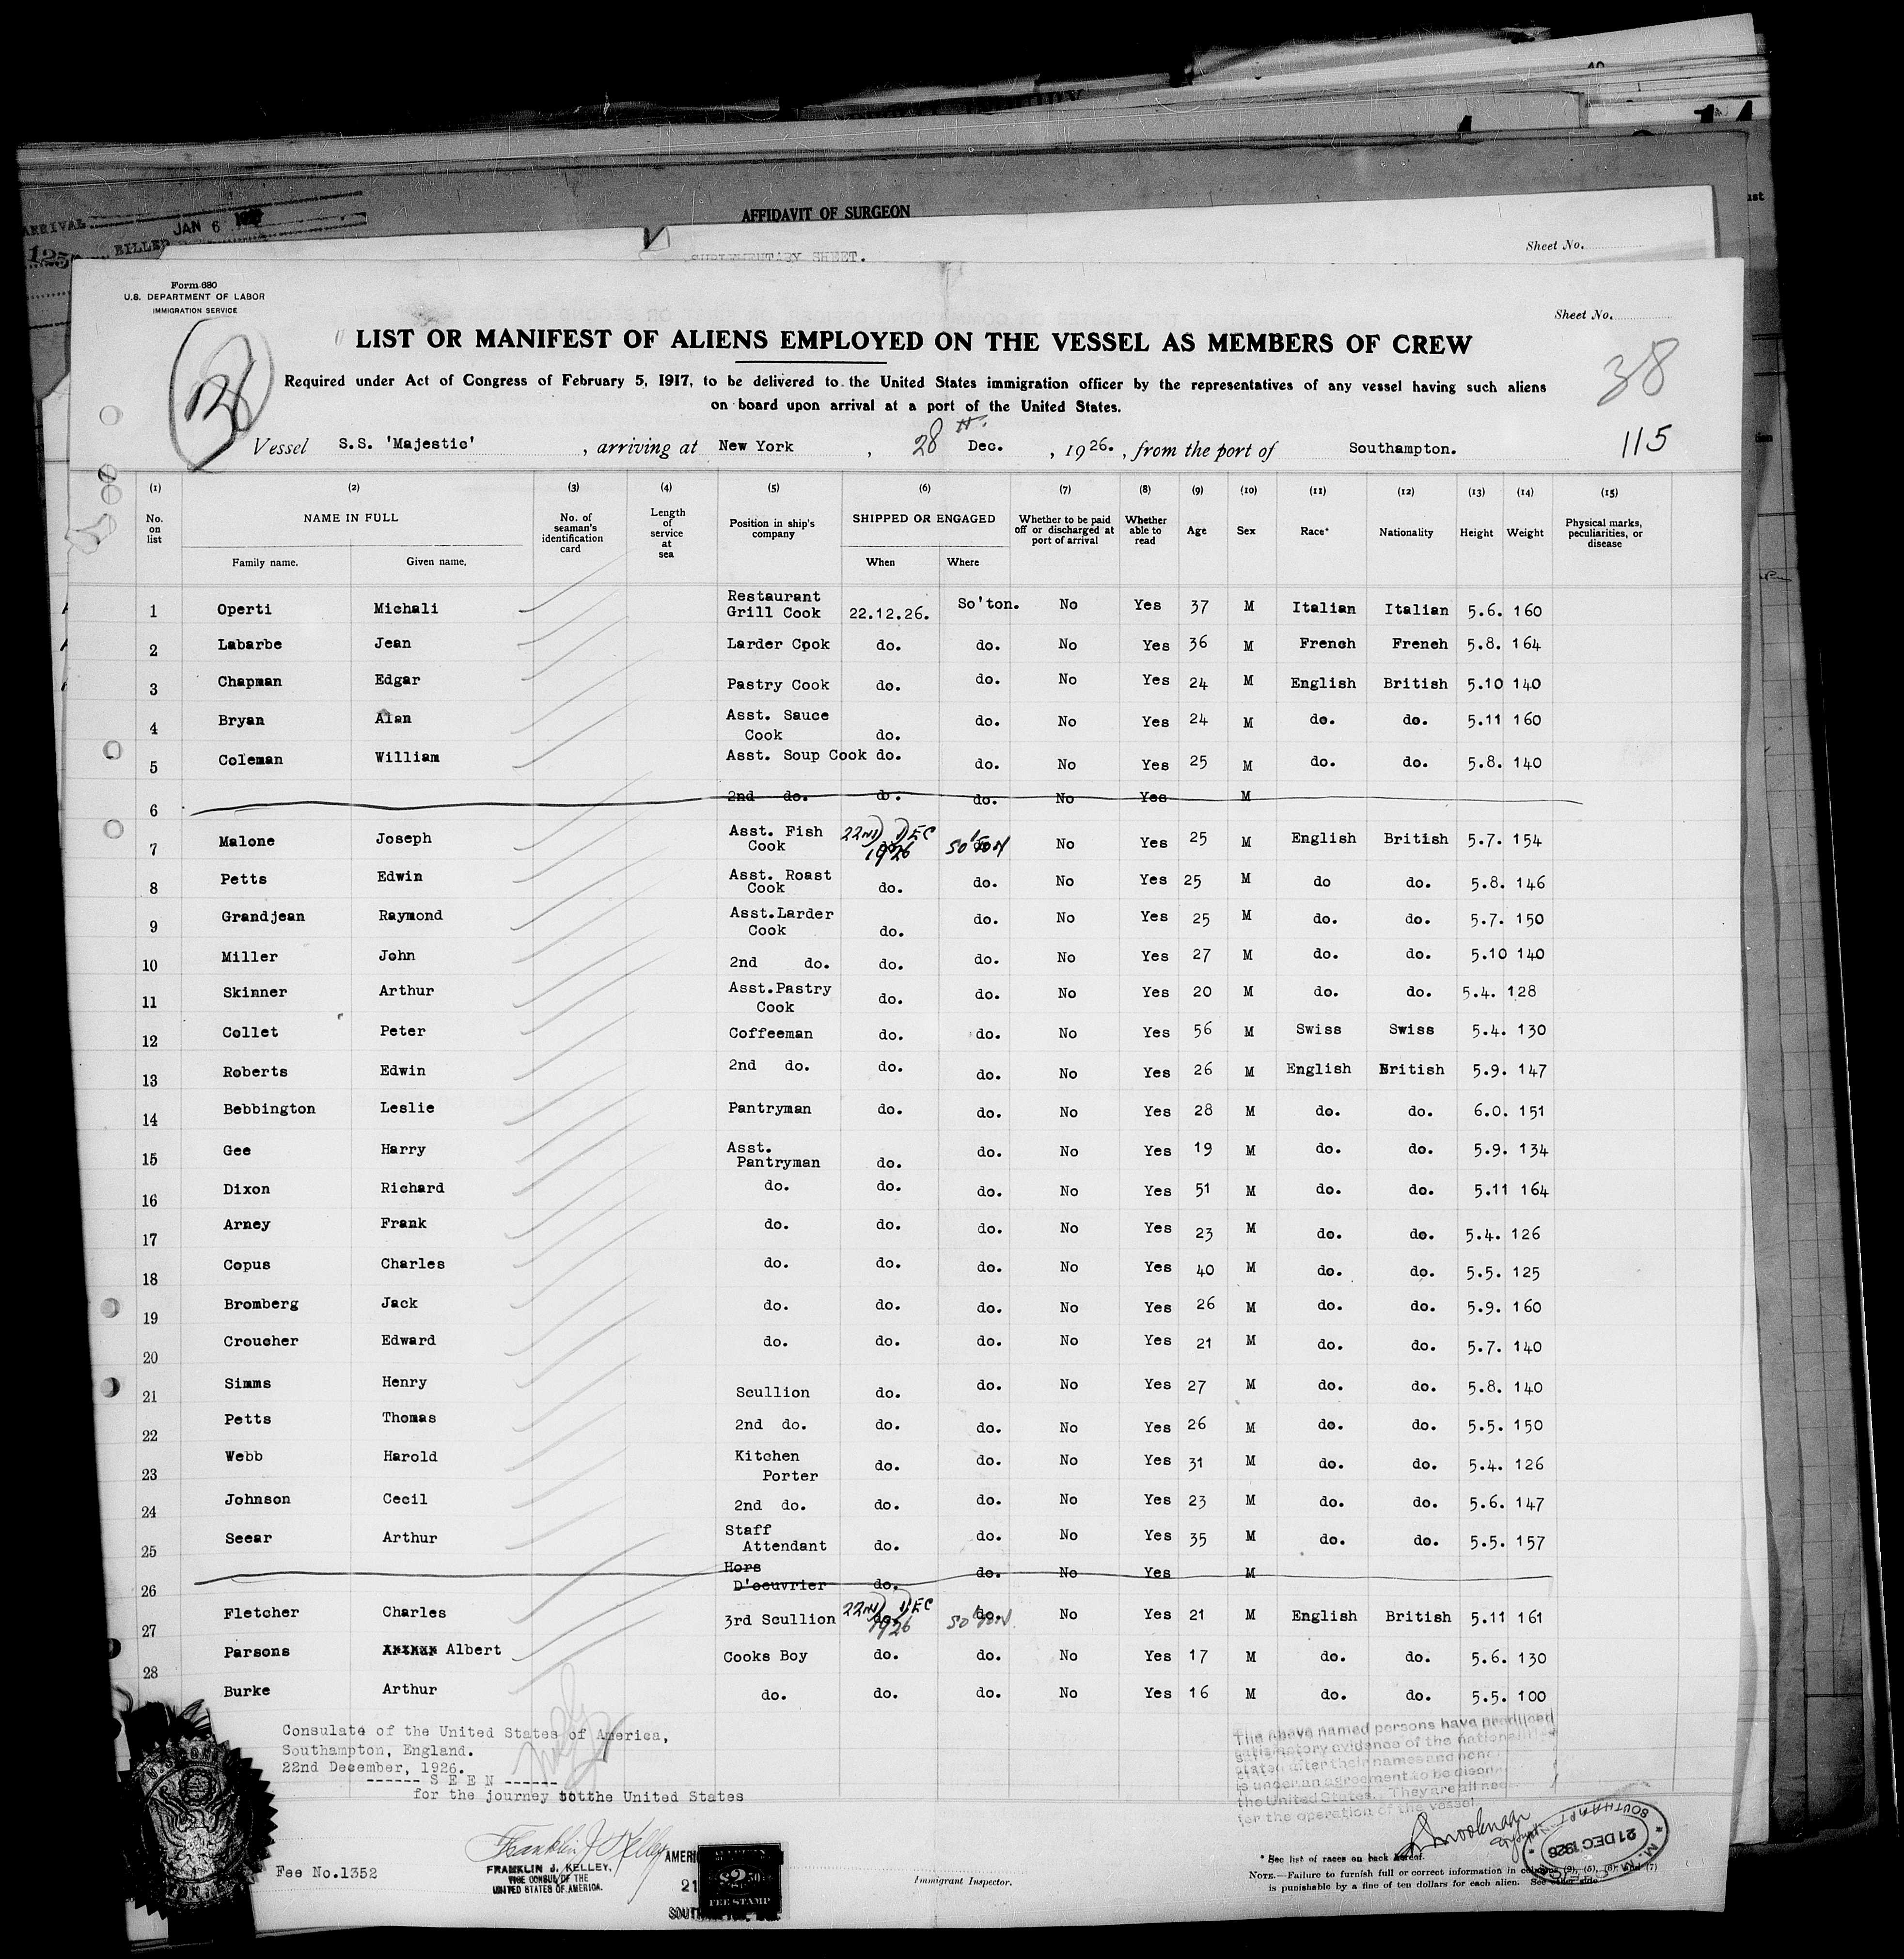 ARRIVAL
JAN 6
BILLED
AFFIDAVIT OF SURGEON
Sheet No.
SUPLEMENTARY SHEET.
Form 680
U.S. DEPARTMENT OF LABOR
IMMIGRATION SERVICE
Sheet No.
38
LIST OR MANIFEST OF ALIENS EMPLOYED ON THE VESSEL AS MEMBERS OF CREW
38
Required under Act of Congress of February 5, 1917, to be delivered to the United States immigration officer by the representatives of any vessel having such aliens
on board upon arrival at a port of the United States.
Vessel S.S. 'Majestic' , arriving at New York , 28th. Dec. , 1926. , from the port of Southampton.
115
(1) (2) (3) (4) (5) (6) (7) (8) (9) (10) (11) (12) (13) (14) (15)
No. on list NAME IN FULL Family name. Given name. No. of seaman's identification card Length of service at sea Position in ship's company SHIPPED OR ENGAGED When Where Whether to be paid off or discharged at port of arrival Whether able to read Age Sex Race* Nationality Height Weight Physical marks, peculiarities, or disease
1 Operti Michali Restaurant Grill Cook 22.12.26. So'ton. No Yes 37 M Italian Italian 5.6. 160
2 Labarbe Jean Larder Cook do. do. No Yes 36 M French French 5.8. 164
3 Chapman Edgar Pastry Cook do. do. No Yes 24 M English British 5.10 140
4 Bryan Alan Asst. Sauce Cook do. do. No Yes 24 M do. do. 5.11 160
5 Coleman William Asst. Soup Cook do. do. No Yes 25 M do. do. 5.8. 140
6 2nd do. do. do. No Yes M
7 Malone Joseph Asst. Fish Cook 22ND DEC 1926 SO'TON No Yes 25 M English British 5.7. 154
8 Petts Edwin Asst. Roast Cook do. do. No Yes 25 M do do. 5.8. 146
9 Grandjean Raymond Asst.Larder Cook do. do. No Yes 25 M do. do. 5.7. 150
10 Miller John 2nd do. do. do. No Yes 27 M do. do. 5.10 140
11 Skinner Arthur Asst.Pastry Cook do. do. No Yes 20 M do. do. 5.4. 128
12 Collet Peter Coffeeman do. do. No Yes 56 M Swiss Swiss 5.4. 130
13 Roberts Edwin 2nd do. do. do. No Yes 26 M English British 5.9. 147
14 Bebbington Leslie Pantryman do. do. No Yes 28 M do. do. 6.0. 151
15 Gee Harry Asst. Pantryman do. do. No Yes 19 M do. do. 5.9. 134
16 Dixon Richard do. do. do. No Yes 51 M do. do. 5.11 164
17 Arney Frank do. do. do. No Yes 23 M do. do. 5.4. 126
18 Copus Charles do. do. do. No Yes 40 M do. do. 5.5. 125
19 Bromberg Jack do. do. do. No Yes 26 M do. do. 5.9. 160
20 Croucher Edward do. do. do. No Yes 21 M do. do. 5.7. 140
21 Simms Henry Scullion do. do. No Yes 27 M do. do. 5.8. 140
22 Petts Thomas 2nd do. do. do. No Yes 26 M do. do. 5.5. 150
23 Webb Harold Kitchen Porter do. do. No Yes 31 M do. do. 5.4. 126
24 Johnson Cecil 2nd do. do. do. No Yes 23 M do. do. 5.6. 147
25 Seear Arthur Staff Attendant do. do. No Yes 35 M do. do. 5.5. 157
26 Hors D'oeuvrier do. do. No Yes M
27 Fletcher Charles 3rd Scullion 22ND DEC 1926 SO'TON No Yes 21 M English British 5.11 161
28 Parsons Arthur Albert Cooks Boy do. do. No Yes 17 M do. do. 5.6. 130
Burke Arthur do. do. do. No Yes 16 M do. do. 5.5. 100
Consulate of the United States of America,
Southampton, England.
22nd December, 1926.
------ S E E N ------
for the journey to the United States
The above named persons have produced
satisfactory evidence of the nationalities
stated after their names and none
is under an agreement to be
the United States. They are all
for the operation of the vessel.
Franklin J Kelley
FRANKLIN J. KELLEY,
VICE CONSUL OF THE
UNITED STATES OF AMERICA.
Fee No.1352
AMERI
21
SOUT
$2
FEE STAMP
Immigrant Inspector.
SOUTHAMPTON
21 DEC 1926
* See list of races on back hereof.
NOTE.—Failure to furnish full or correct information in columns (2), (5), (6), and (7)
is punishable by a fine of ten dollars for each alien. See other side